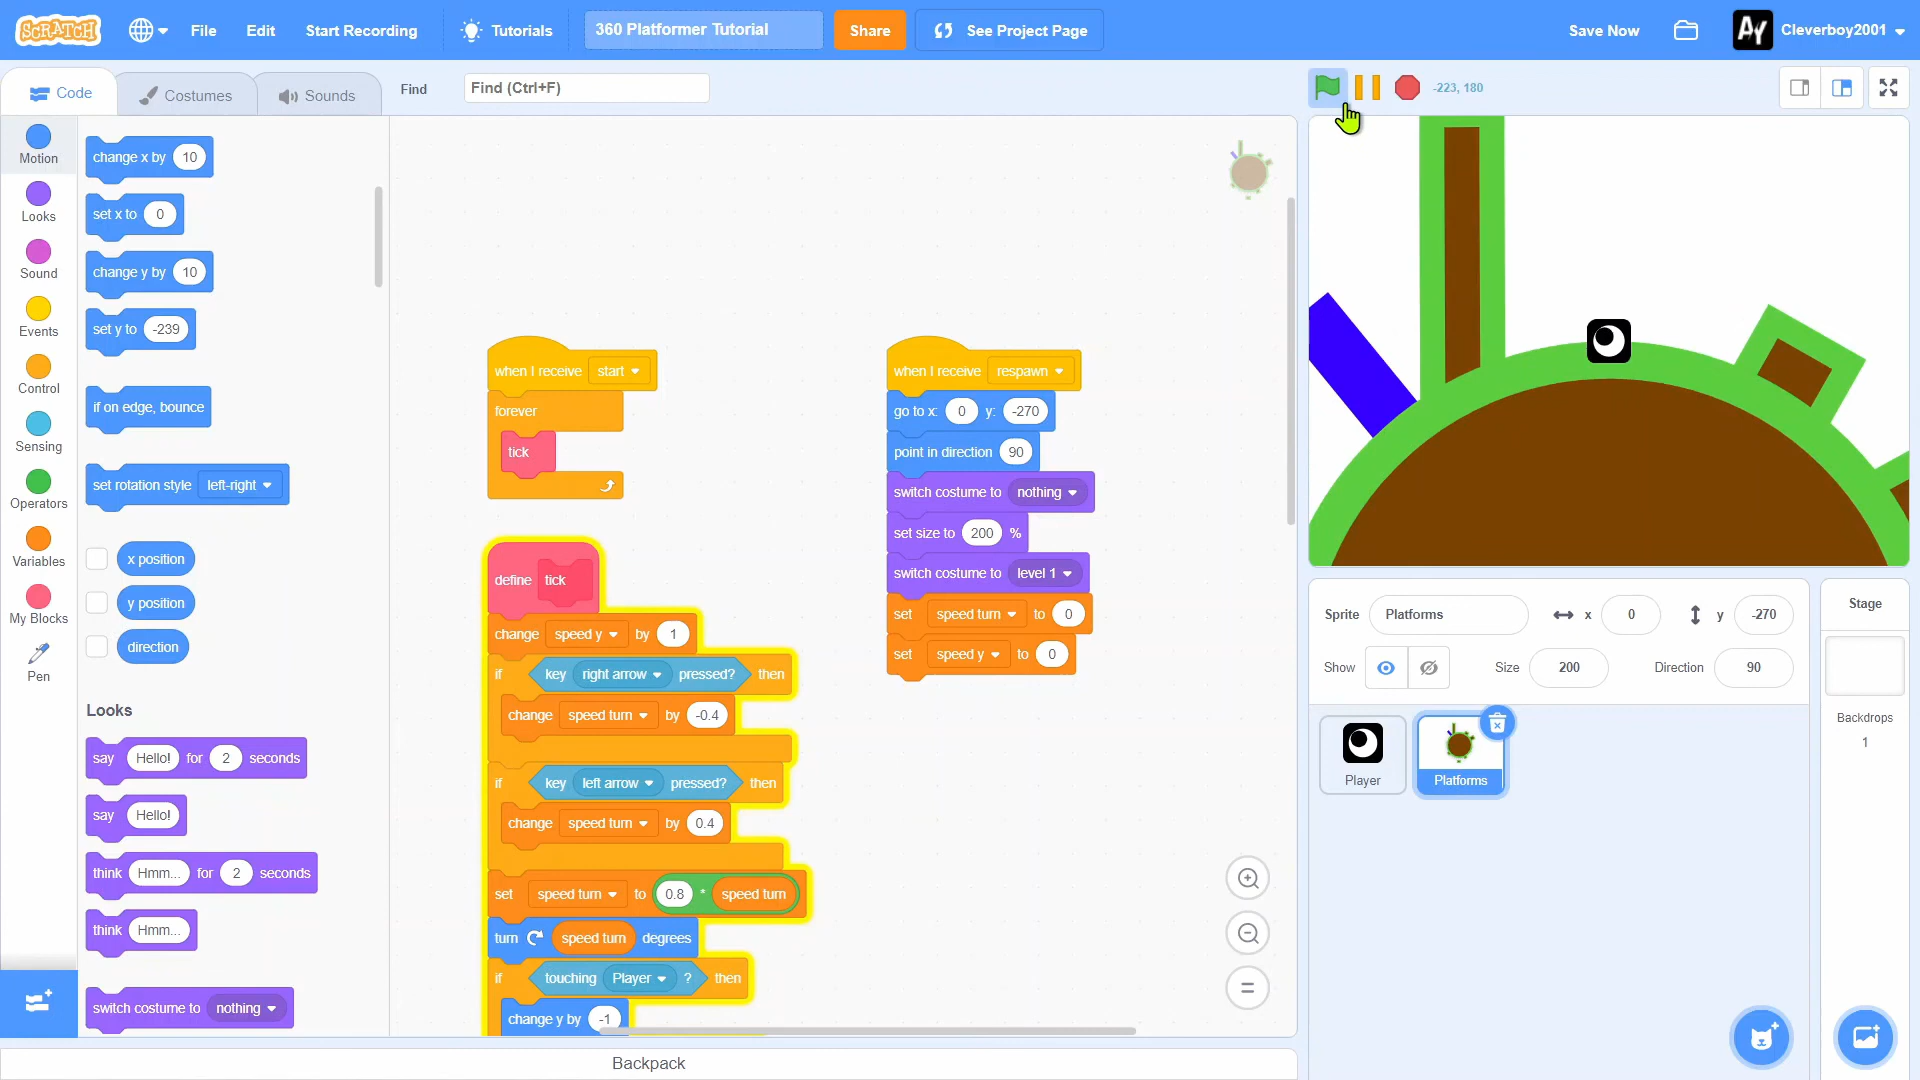 SCRATCH File Edit Start Recording Tutorials 360 Platformer Tutorial Share See Project Page Save Now Ay Cleverboy2001
Code Costumes Sounds Find Find (Ctrl+F) -223, 180
Motion
Looks
Sound
Events
Control
Sensing
Operators
Variables
My Blocks
Pen
change x by 10
set x to 0
change y by 10
set y to -239
if on edge, bounce
set rotation style left-right
x position
y position
direction
Looks
say Hello! for 2 seconds
say Hello!
think Hmm... for 2 seconds
think Hmm...
switch costume to nothing
when I receive start
forever
tick
define tick
change speed y by 1
if key right arrow pressed? then
change speed turn by -0.4
if key left arrow pressed? then
change speed turn by 0.4
set speed turn to 0.8 * speed turn
turn speed turn degrees
if touching Player ? then
change y by -1
when I receive respawn
go to x: 0 y: -270
point in direction 90
switch costume to nothing
set size to 200 %
switch costume to level 1
set speed turn to 0
set speed y to 0
Backpack
Sprite Platforms x 0 y -270
Show Size 200 Direction 90
Player
Platforms
Stage
Backdrops
1